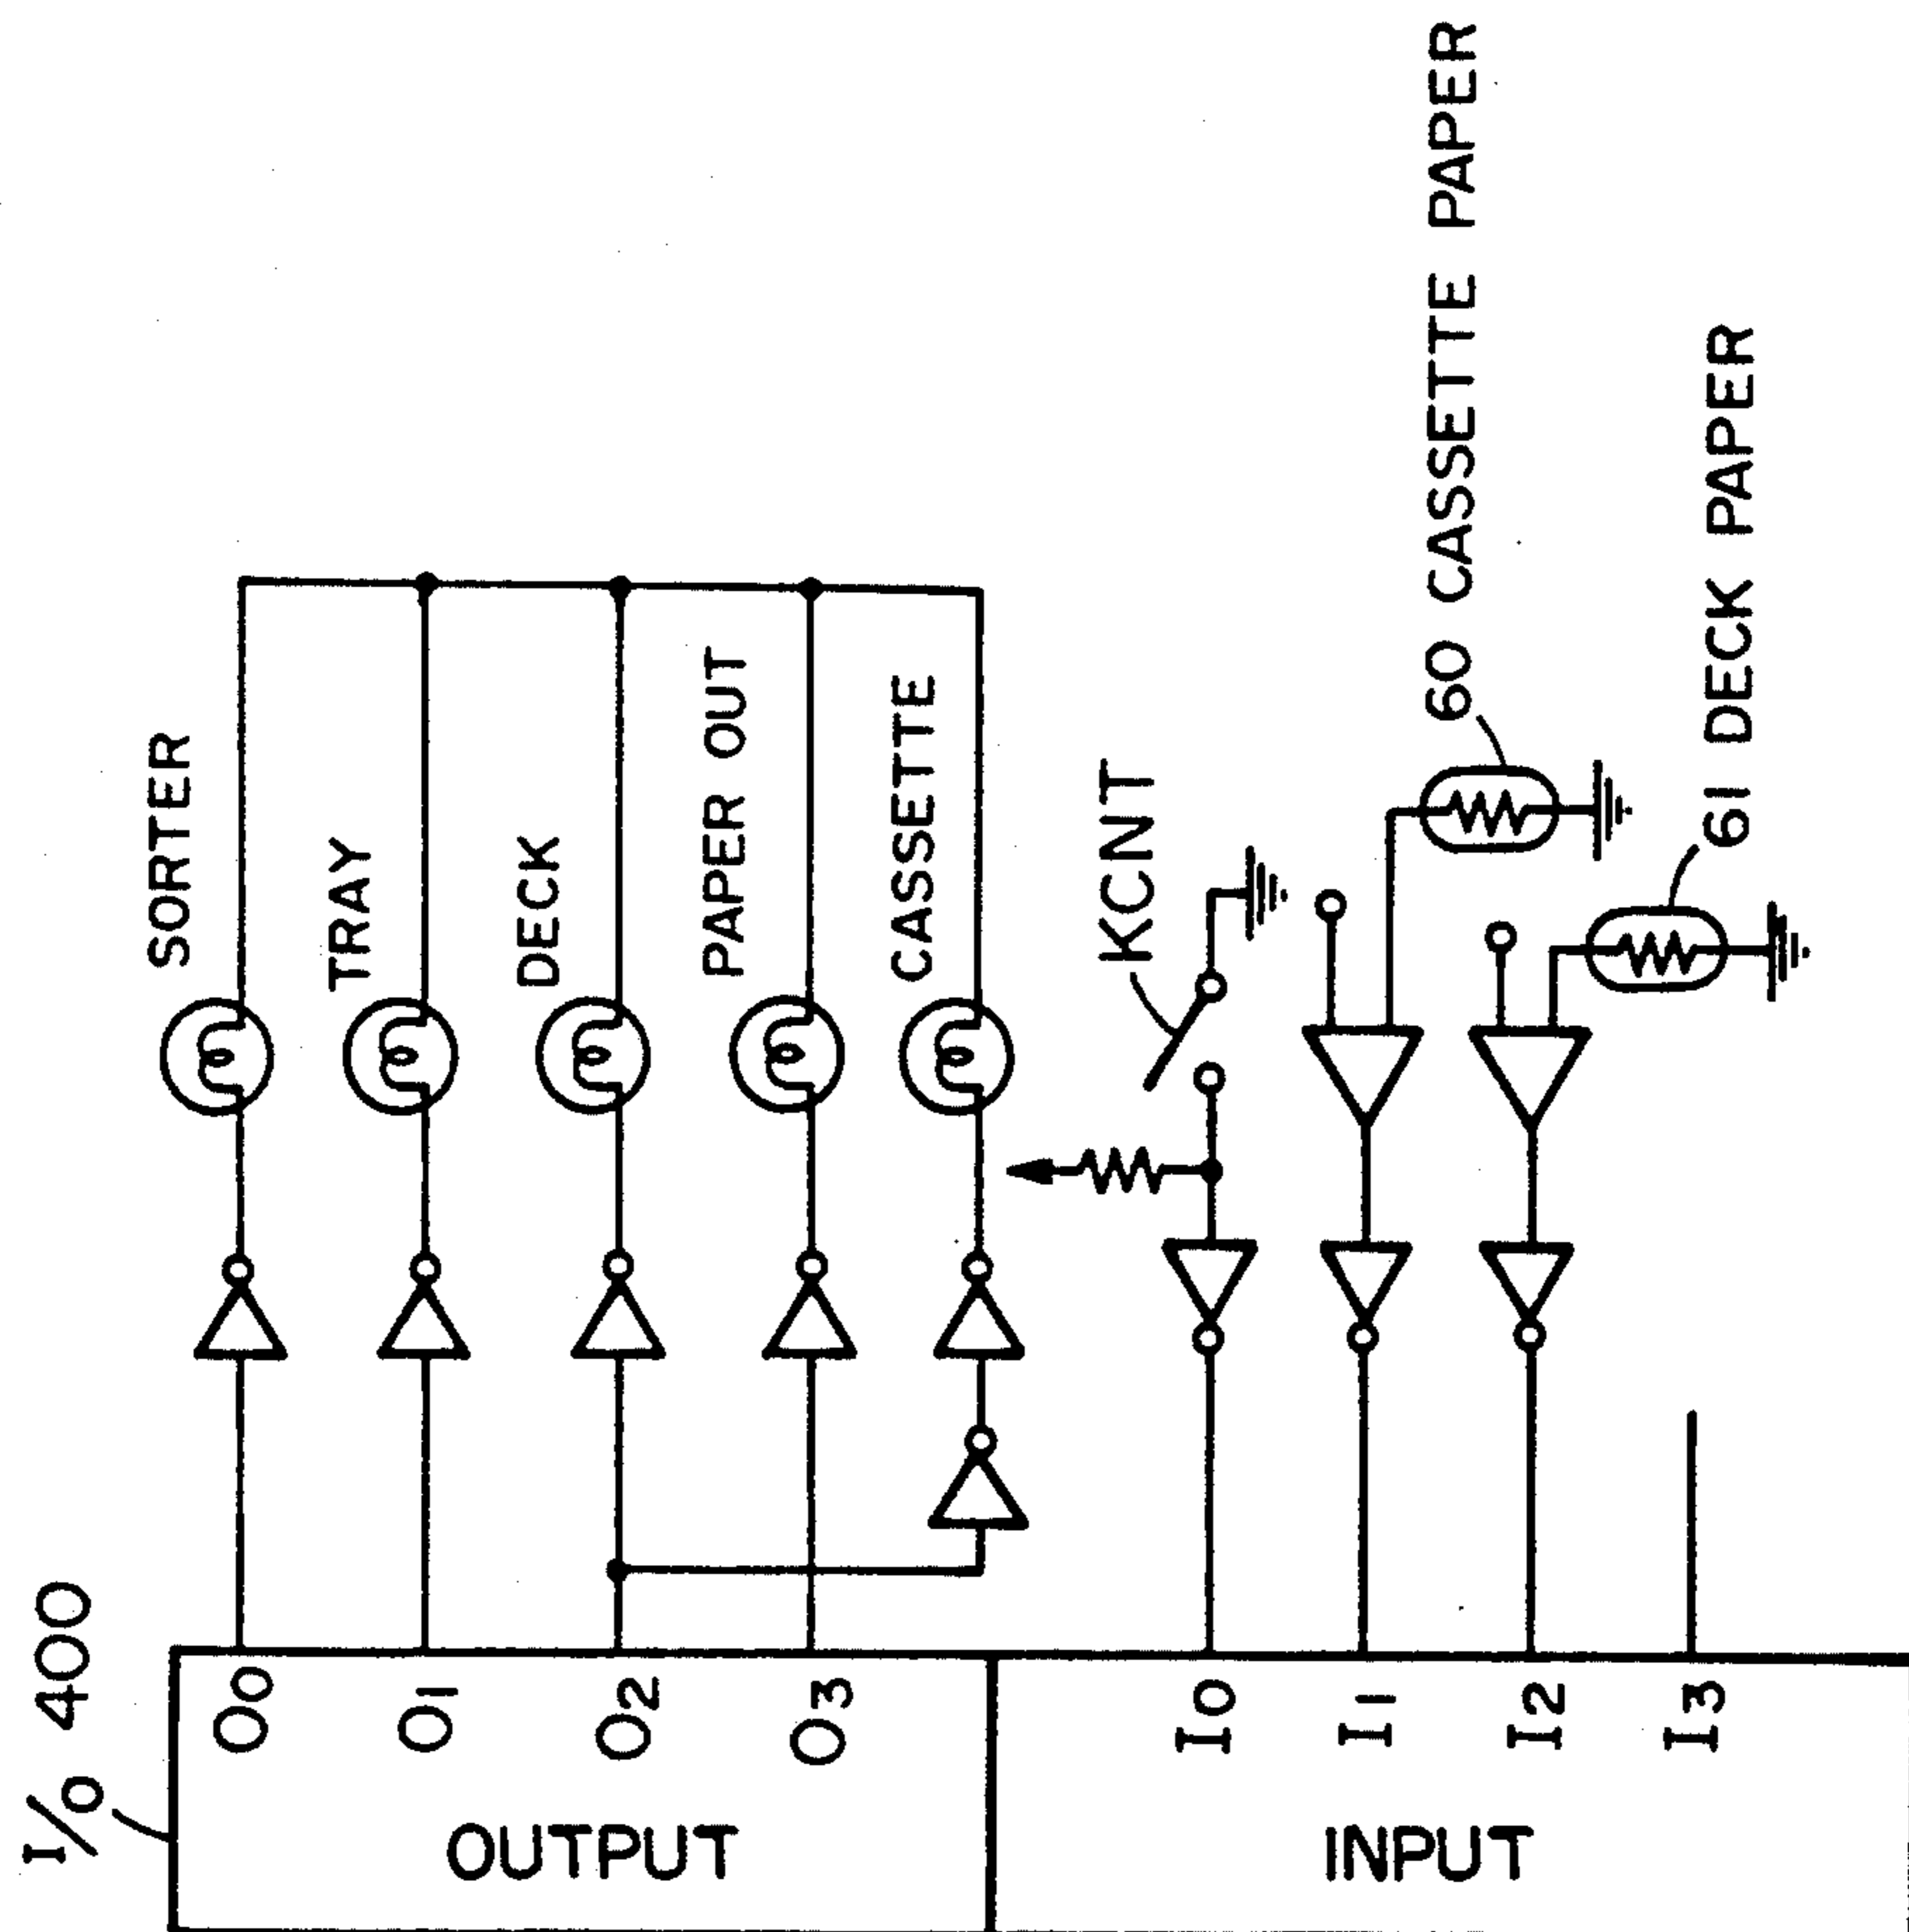 I/O 400
OUTPUT
O0
O1
O2
O3
SORTER
TRAY
DECK
PAPER OUT
CASSETTE
INPUT
I0
I1
I2
I3
KCNT
60 CASSETTE PAPER
61 DECK PAPER